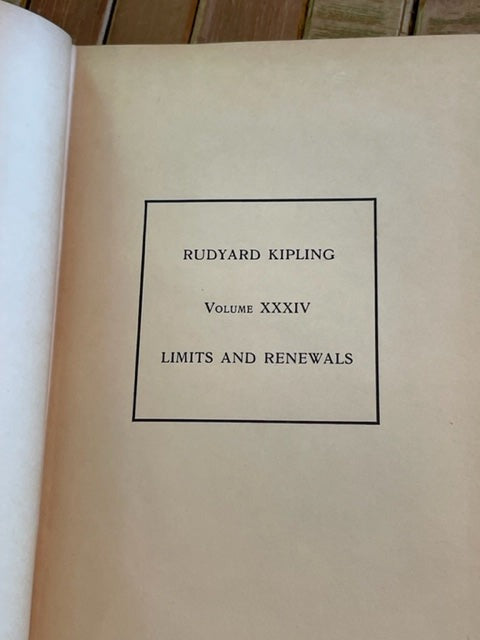 RUDYARD KIPLING
VOLUME XXXIV
LIMITS AND RENEWALS